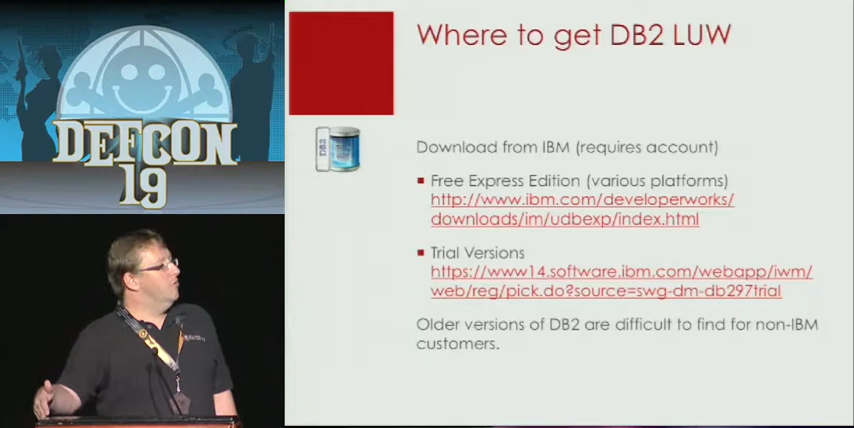 DEFCON
19
Where to get DB2 LUW
DB2
Download from IBM (requires account)
Free Express Edition (various platforms)
http://www.ibm.com/developerworks/
downloads/im/udbexp/index.html
Trial Versions
https://www14.software.ibm.com/webapp/iwm/
web/reg/pick.do?source=swg-dm-db297trial
Older versions of DB2 are difficult to find for non-IBM
customers.